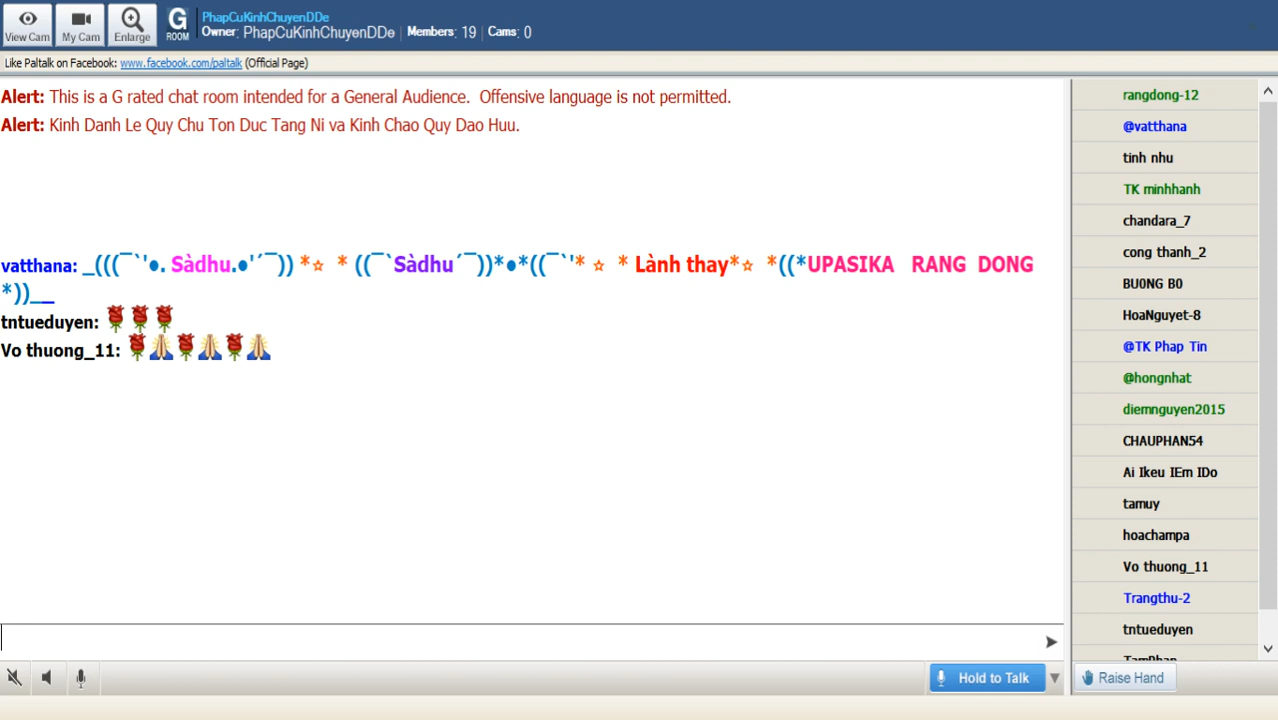 PhapCuKinhChuyenDDe
Owner: PhapCuKinhChuyenDDe Members: 19 Cams: 0
View Cam
My Cam
Enlarge
G ROOM
Like Paltalk on Facebook: www.facebook.com/paltalk (Official Page)
Alert: This is a G rated chat room intended for a General Audience. Offensive language is not permitted.
Alert: Kinh Danh Le Quy Chu Ton Duc Tang Ni va Kinh Chao Quy Dao Huu.
vatthana: _(((¯`'●. Sàdhu.●'´¯)) *☆ * ((¯`Sàdhu´¯))*●*((¯`'* ☆ * Lành thay*☆ *((*UPASIKA RANG DONG
*))__
tntueduyen: 🌹🌹🌹
Vo thuong_11: 🌹🙏🌹🙏🌹🙏
rangdong-12
@vatthana
tinh nhu
TK minhhanh
chandara_7
cong thanh_2
BU0NG B0
HoaNguyet-8
@TK Phap Tin
@hongnhat
diemnguyen2015
CHAUPHAN54
Ai Ikeu IEm IDo
tamuy
hoachampa
Vo thuong_11
Trangthu-2
tntueduyen
TamPhan
Hold to Talk
Raise Hand